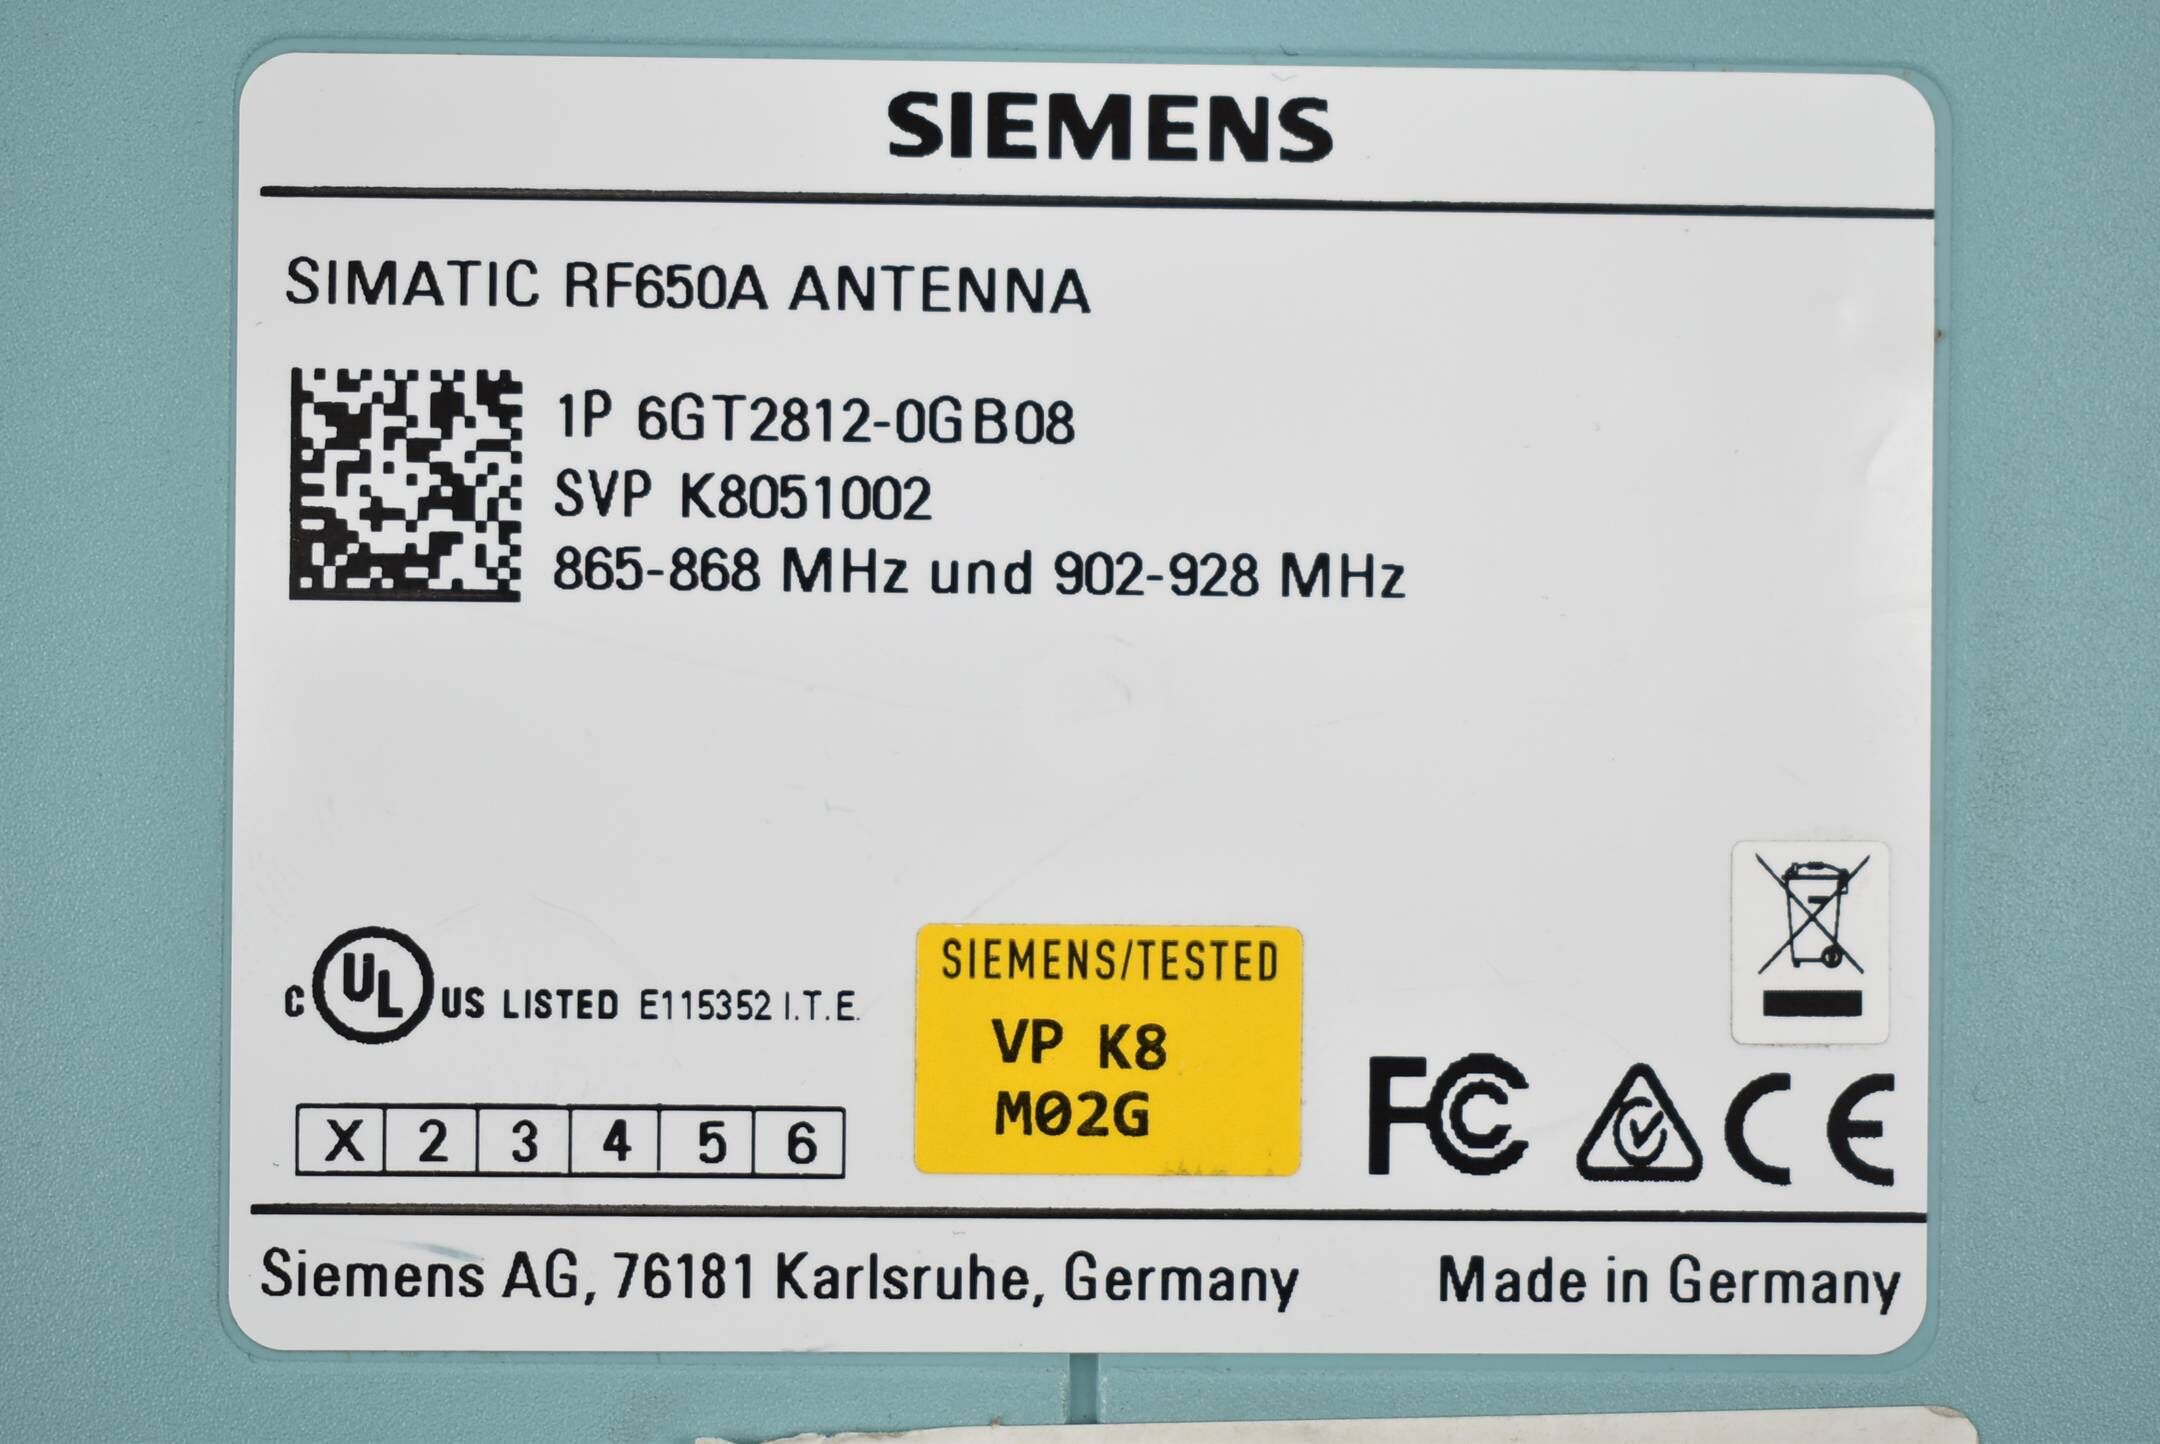 SIEMENS
SIMATIC RF650A ANTENNA
1P 6GT2812-0GB08
SVP K8051002
865-868 MHz und 902-928 MHz
C UL US LISTED E115352 I.T.E.
SIEMENS/TESTED
VP K8
M02G
X 2 3 4 5 6
FC CE
Siemens AG, 76181 Karlsruhe, Germany
Made in Germany